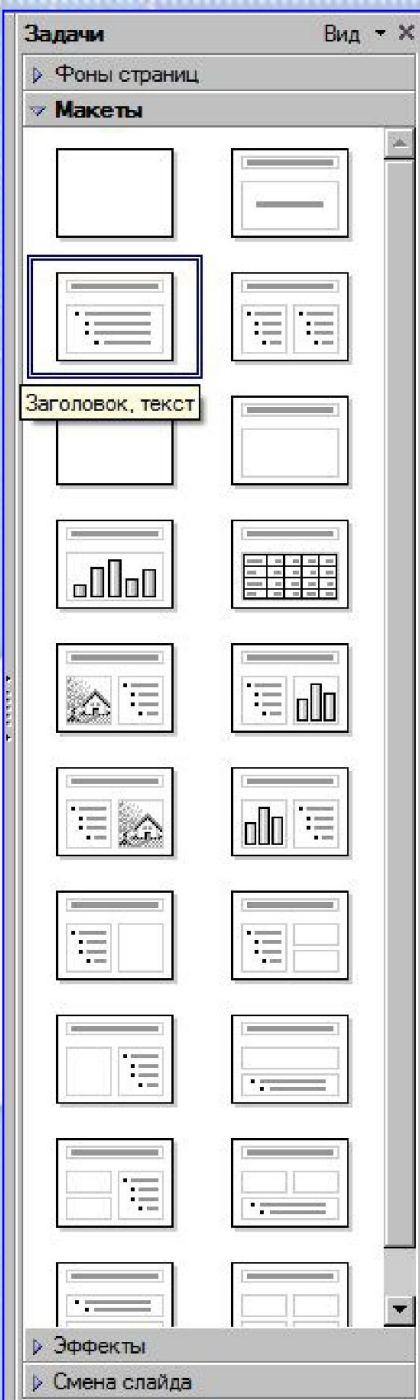 Задачи Вид
Фоны страниц
Макеты
Заголовок, текст
Эффекты
Смена слайда